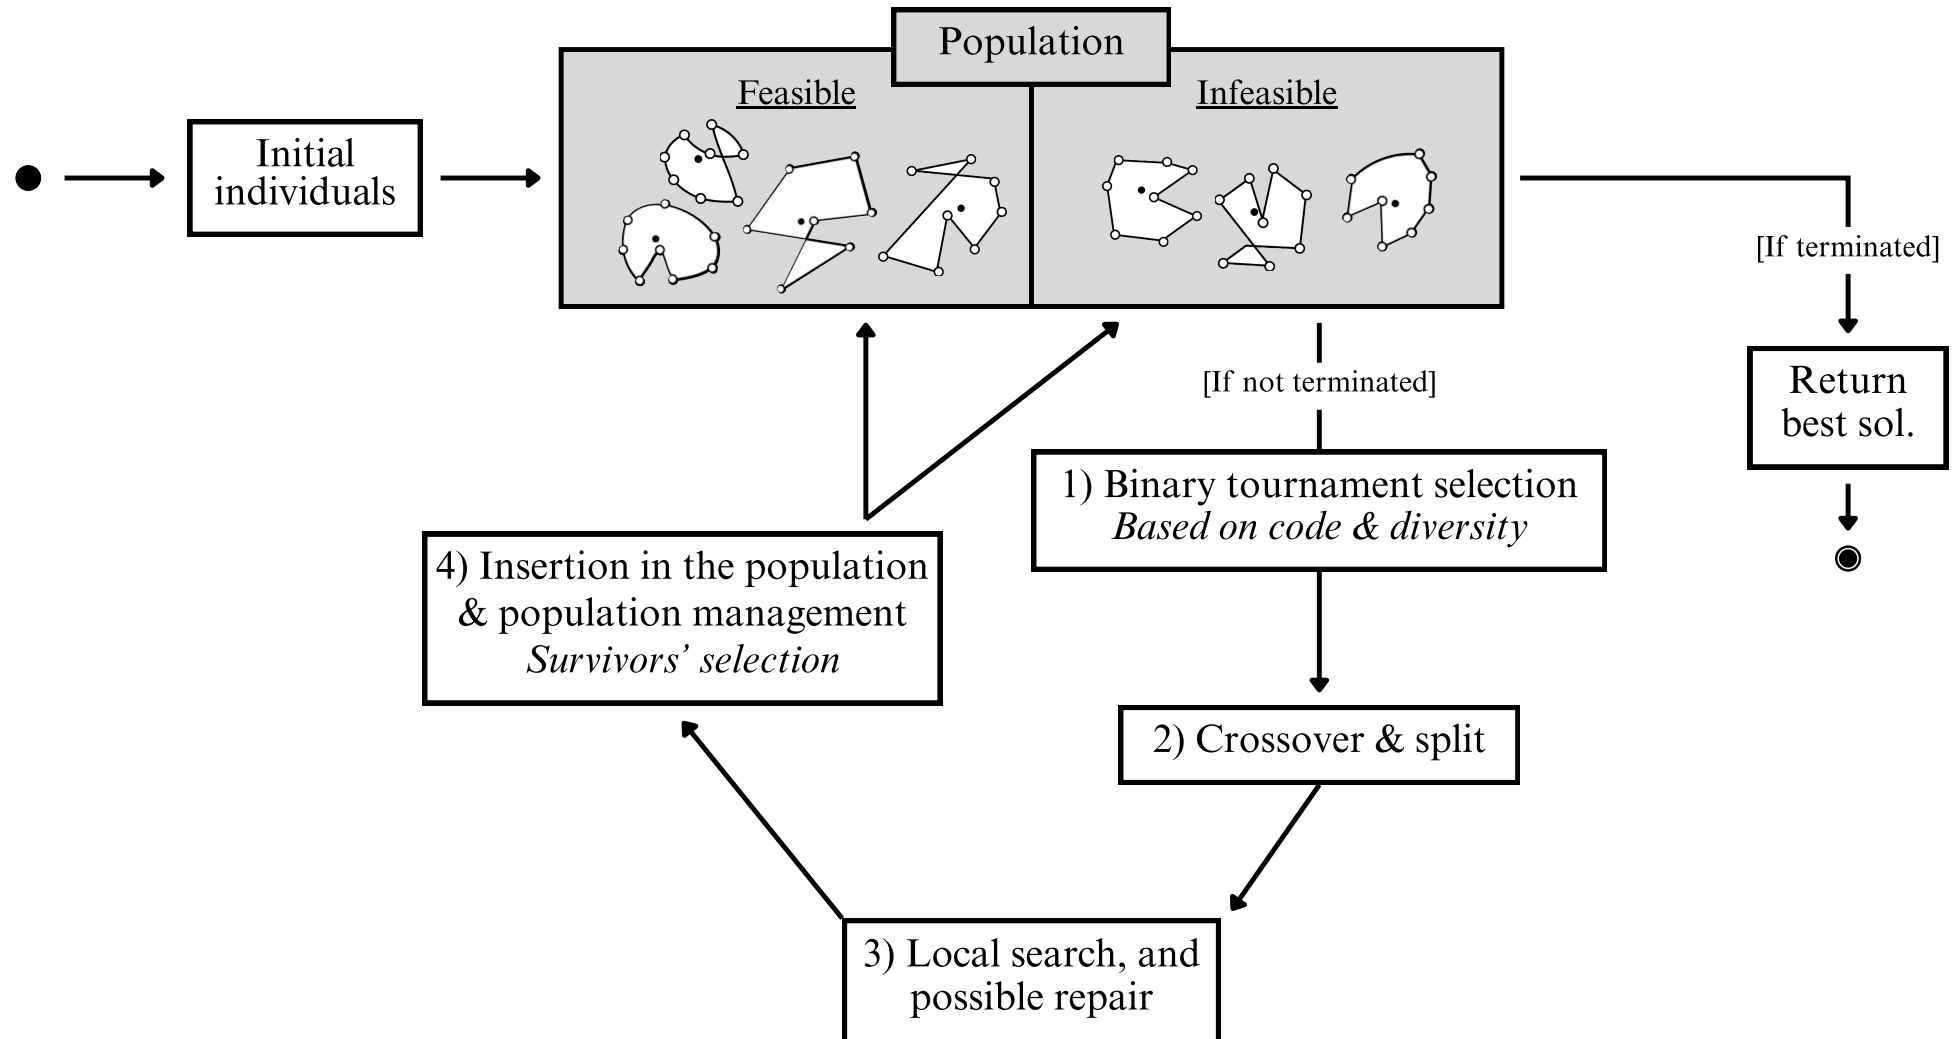 Population
Feasible
Infeasible
Initial
individuals
[If terminated]
Return
best sol.
[If not terminated]
1) Binary tournament selection
Based on code & diversity
2) Crossover & split
3) Local search, and
possible repair
4) Insertion in the population
& population management
Survivors’ selection